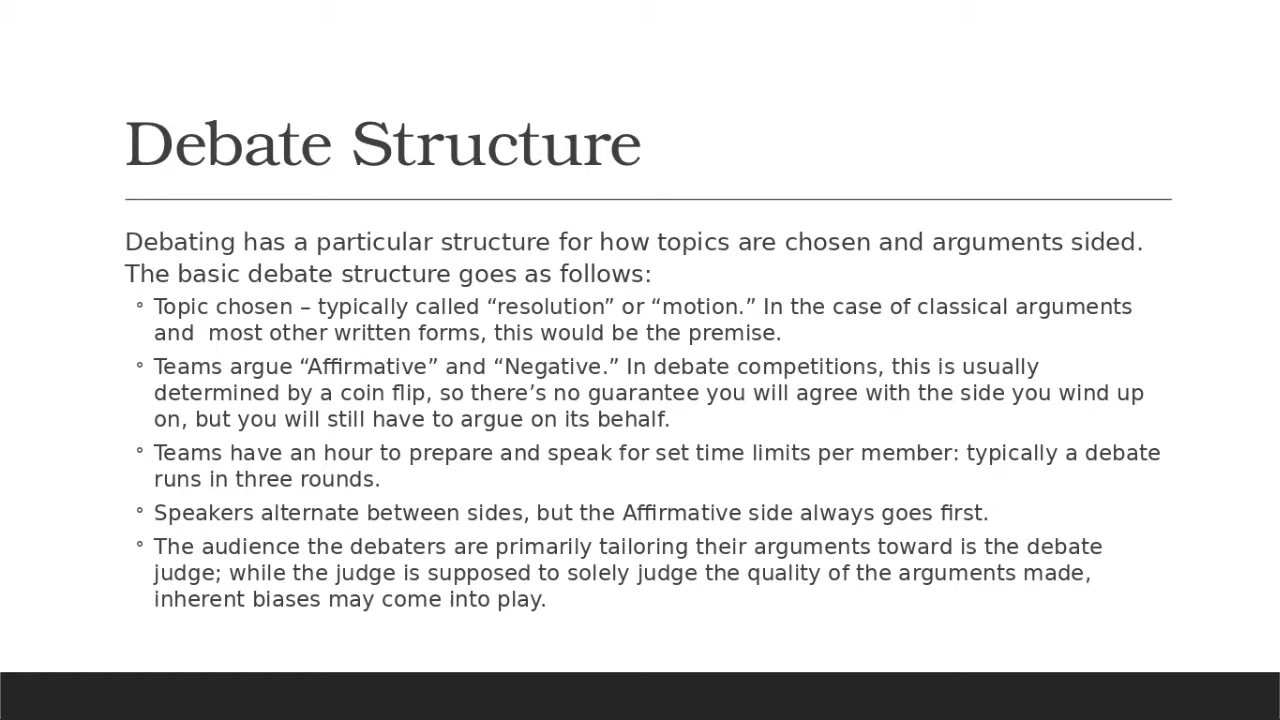 Debate Structure
Debating has a particular structure for how topics are chosen and arguments sided.
The basic debate structure goes as follows:
◦ Topic chosen – typically called “resolution” or “motion.” In the case of classical arguments
and  most other written forms, this would be the premise.
◦ Teams argue “Affirmative” and “Negative.” In debate competitions, this is usually
determined by a coin flip, so there’s no guarantee you will agree with the side you wind up
on, but you will still have to argue on its behalf.
◦ Teams have an hour to prepare and speak for set time limits per member: typically a debate
runs in three rounds.
◦ Speakers alternate between sides, but the Affirmative side always goes first.
◦ The audience the debaters are primarily tailoring their arguments toward is the debate
judge; while the judge is supposed to solely judge the quality of the arguments made,
inherent biases may come into play.